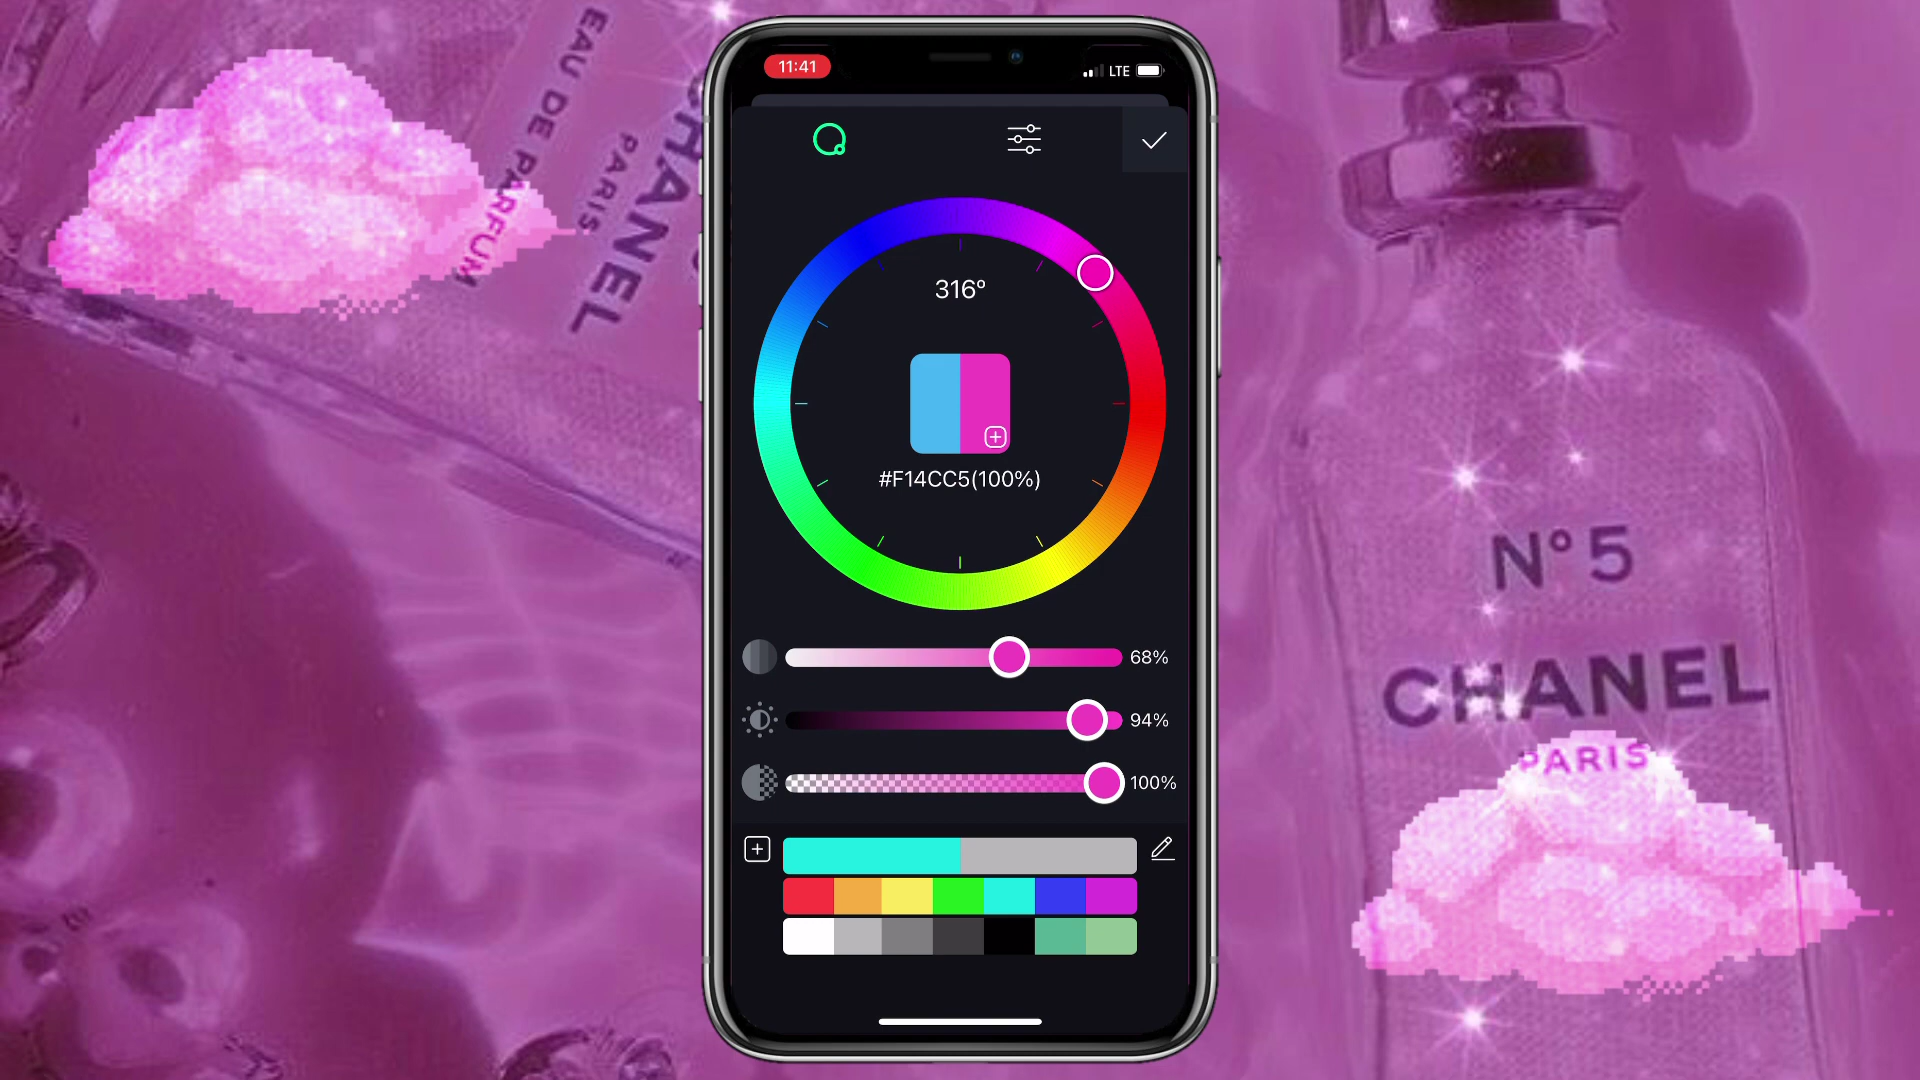 EAU DE PARFUM
PARIS
CHANEL
11:41
LTE
316°
#F14CC5(100%)
68%
94%
100%
N°5
CHANEL
PARIS